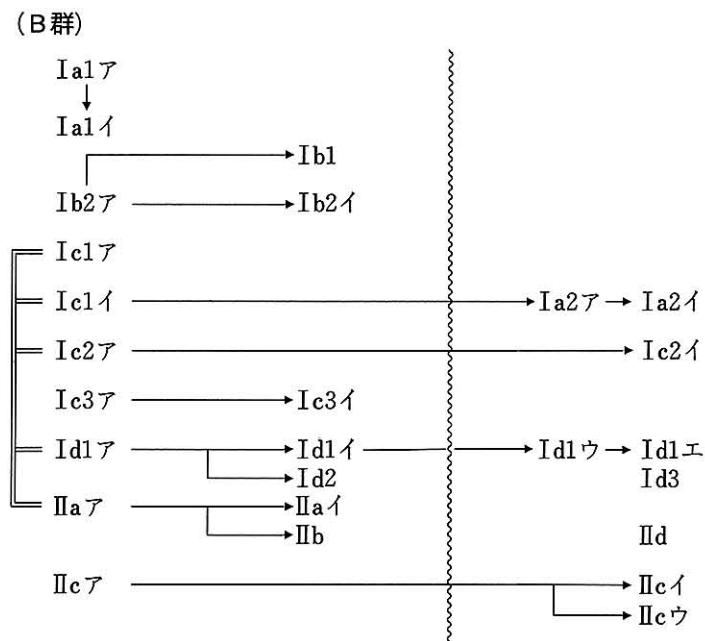 (B群)
Ⅰa1ア
Ⅰa1イ
Ⅰb1
Ⅰb2ア Ⅰb2イ
Ⅰc1ア
Ⅰc1イ Ⅰa2ア Ⅰa2イ
Ⅰc2ア Ⅰc2イ
Ⅰc3ア Ⅰc3イ
Ⅰd1ア Ⅰd1イ Ⅰd1ウ Ⅰd1エ
Ⅰd2 Ⅰd3
Ⅱaア Ⅱaイ
Ⅱb Ⅱd
Ⅱcア Ⅱcイ
Ⅱcウ